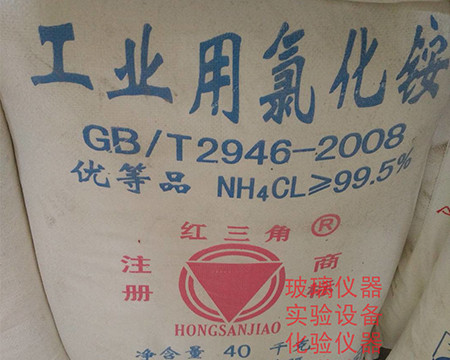 工业用氯化铵
GB/T2946-2008
优等品 NH4CL≥99.5%
红三角®
注册 商标
HONGSANJIAO
净含量 40 千克
玻璃仪器
实验设备
化验仪器